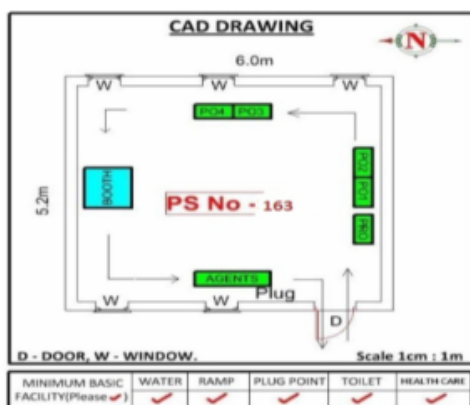 CAD DRAWING
N
6.0m
W W W
PO4 PO3
5.2m
BOOTH
PO2
PO1
PS No - 163
PRO
AGENTS
Plug
W W
D
D - DOOR, W - WINDOW.
Scale 1cm : 1m
MINIMUM BASIC FACILITY(Please ✓)
WATER
RAMP
PLUG POINT
TOILET
HEALTH CARE
✓ ✓ ✓ ✓ ✓